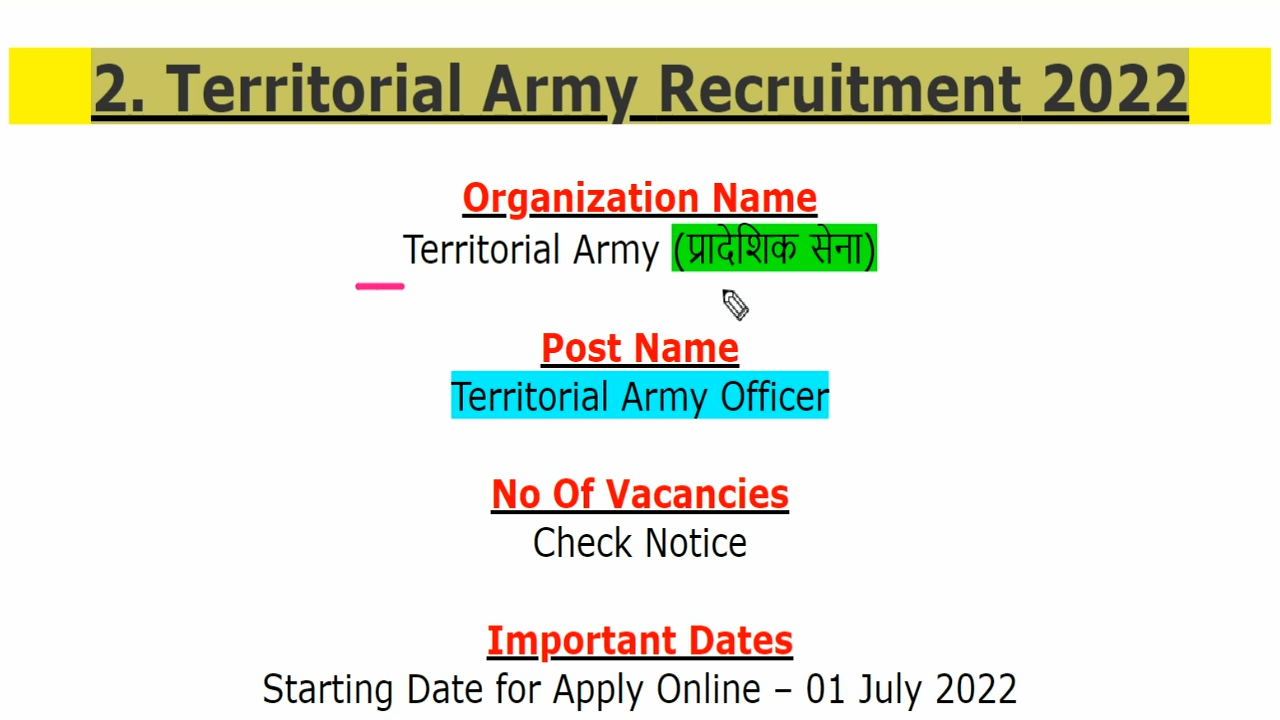 2. Territorial Army Recruitment 2022
Organization Name
Territorial Army (प्रादेशिक सेना)
Post Name
Territorial Army Officer
No Of Vacancies
Check Notice
Important Dates
Starting Date for Apply Online – 01 July 2022